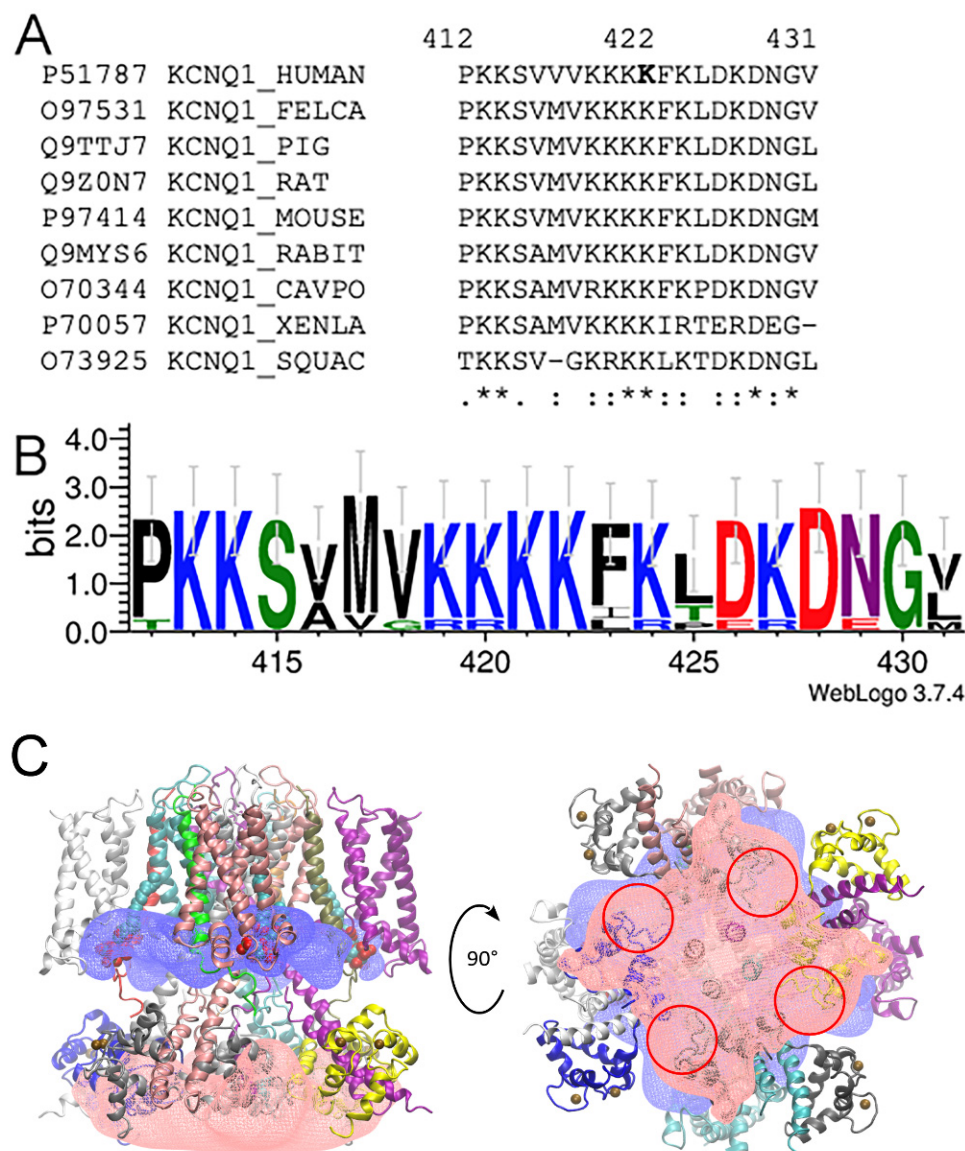 A
412 422 431
P51787 KCNQ1_HUMAN PKKSVVVKKKKFKLDKDNGV
O97531 KCNQ1_FELCA PKKSVMVKKKKFKLDKDNGV
Q9TTJ7 KCNQ1_PIG PKKSVMVKKKKFKLDKDNGL
Q9Z0N7 KCNQ1_RAT PKKSVMVKKKKFKLDKDNGL
P97414 KCNQ1_MOUSE PKKSVMVKKKKFKLDKDNGM
Q9MYS6 KCNQ1_RABIT PKKSAMVKKKKFKLDKDNGV
O70344 KCNQ1_CAVPO PKKSAMVRKKKFKPDKDNGV
P70057 KCNQ1_XENLA PKKSAMVKKKKIRTERDEG-
O73925 KCNQ1_SQUAC TKKSV-GKRKKLKTDKDNGL
.**. : ::**:: ::*:*
B
bits
4.0
3.0
2.0
1.0
0.0
PKKSVMVKKKKFKLDKDNGV
415 420 425 430
WebLogo 3.7.4
C
90°